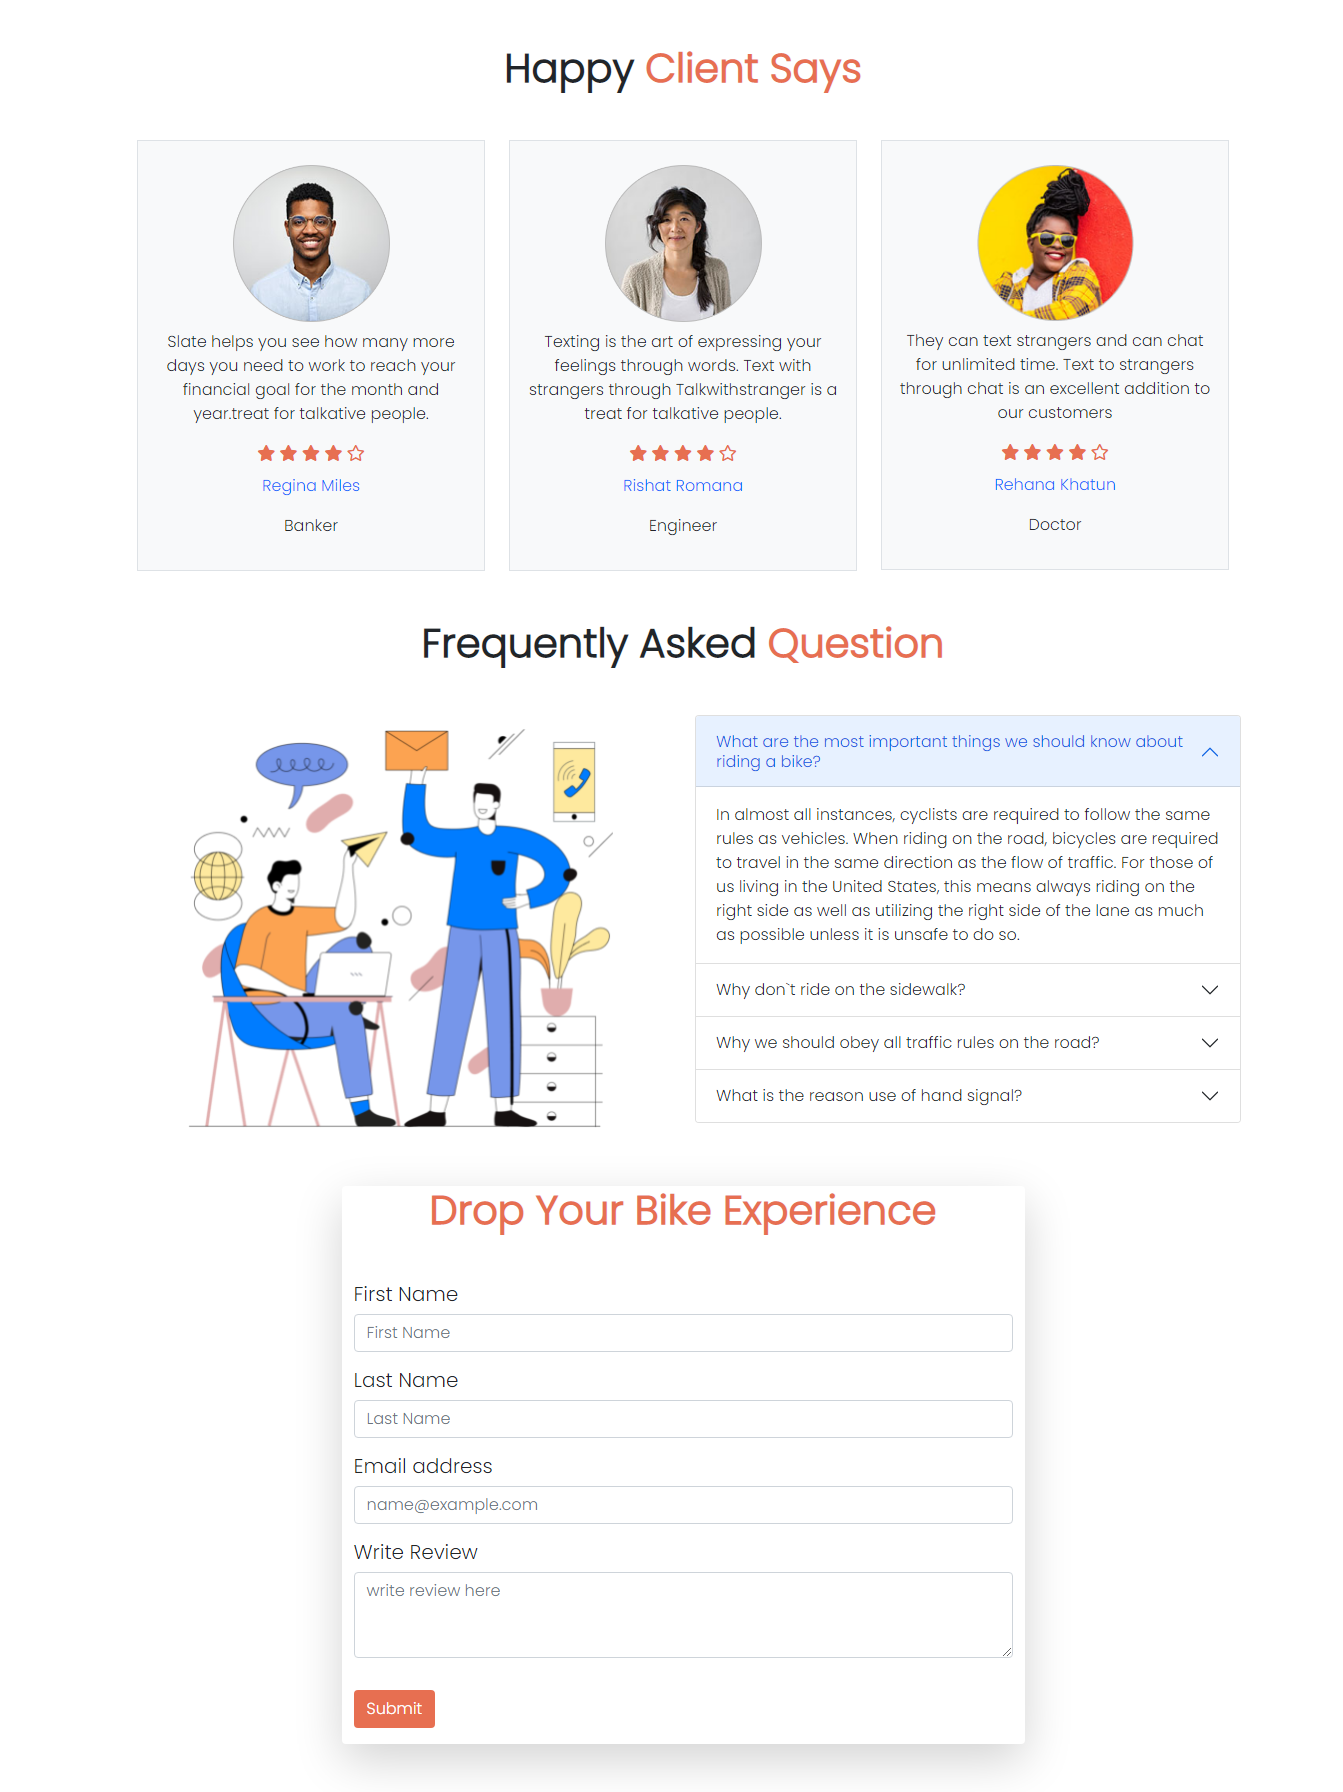 Happy Client Says
Slate helps you see how many more
days you need to work to reach your
financial goal for the month and
year.treat for talkative people.
Regina Miles
Banker
Texting is the art of expressing your
feelings through words. Text with
strangers through Talkwithstranger is a
treat for talkative people.
Rishat Romana
Engineer
They can text strangers and can chat
for unlimited time. Text to strangers
through chat is an excellent addition to
our customers
Rehana Khatun
Doctor
Frequently Asked Question
What are the most important things we should know about
riding a bike?
In almost all instances, cyclists are required to follow the same
rules as vehicles. When riding on the road, bicycles are required
to travel in the same direction as the flow of traffic. For those of
us living in the United States, this means always riding on the
right side as well as utilizing the right side of the lane as much
as possible unless it is unsafe to do so.
Why don`t ride on the sidewalk?
Why we should obey all traffic rules on the road?
What is the reason use of hand signal?
Drop Your Bike Experience
First Name
First Name
Last Name
Last Name
Email address
name@example.com
Write Review
write review here
Submit